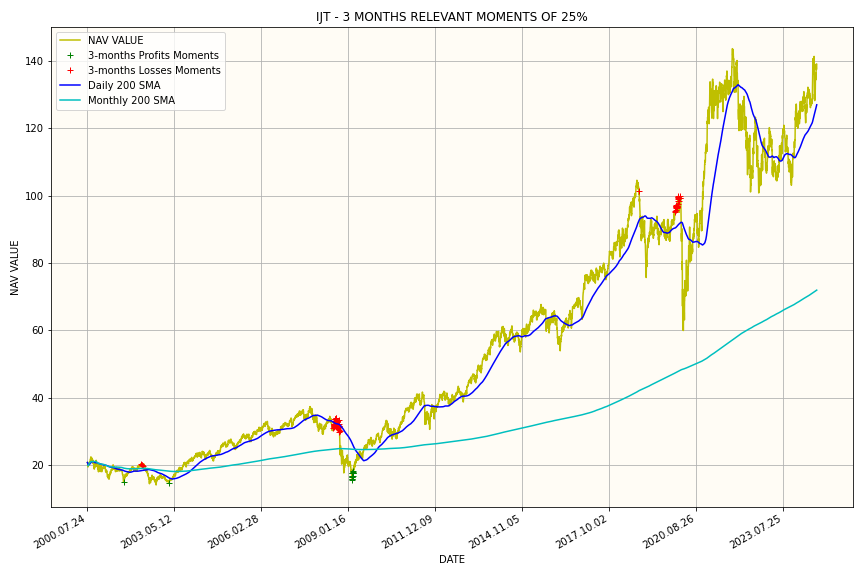 IJT - 3 MONTHS RELEVANT MOMENTS OF 25%
NAV VALUE
3-months Profits Moments
3-months Losses Moments
Daily 200 SMA
Monthly 200 SMA
NAV VALUE
140
120
100
80
60
40
20
2000.07.24
2003.05.12
2006.02.28
2009.01.16
2011.12.09
2014.11.05
2017.10.02
2020.08.26
2023.07.25
DATE